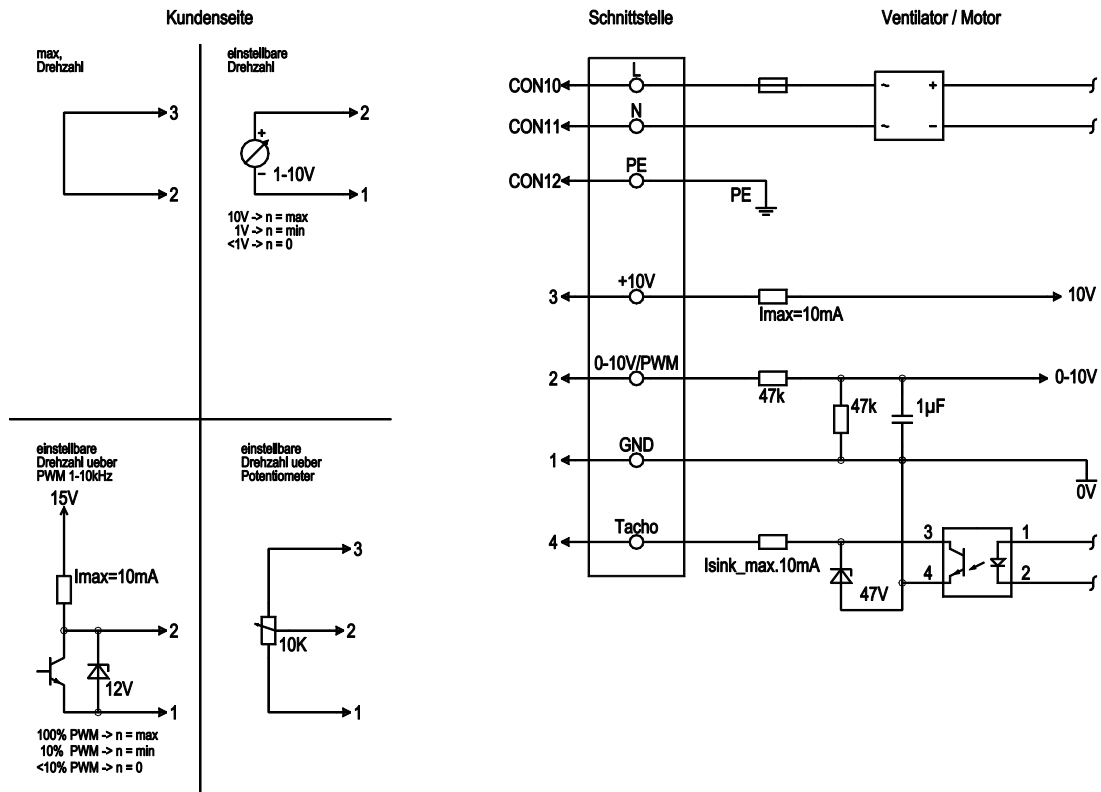 Kundenseite
Schnittstelle
Ventilator / Motor
max,
Drehzahl
3
2
einstellbare
Drehzahl
2
+
− 1-10V
1
10V -> n = max
1V -> n = min
<1V -> n = 0
einstellbare
Drehzahl ueber
PWM 1-10kHz
15V
Imax=10mA
2
12V
1
100% PWM -> n = max
10% PWM -> n = min
<10% PWM -> n = 0
einstellbare
Drehzahl ueber
Potentiometer
3
2
10K
1
L
CON10
~ +
N
CON11
~ −
PE
CON12
PE
+10V
3
10V
Imax=10mA
0-10V/PWM
2
0-10V
47k
47k
1µF
GND
1
0V
Tacho
4
3
1
Isink_max.10mA
4
2
47V